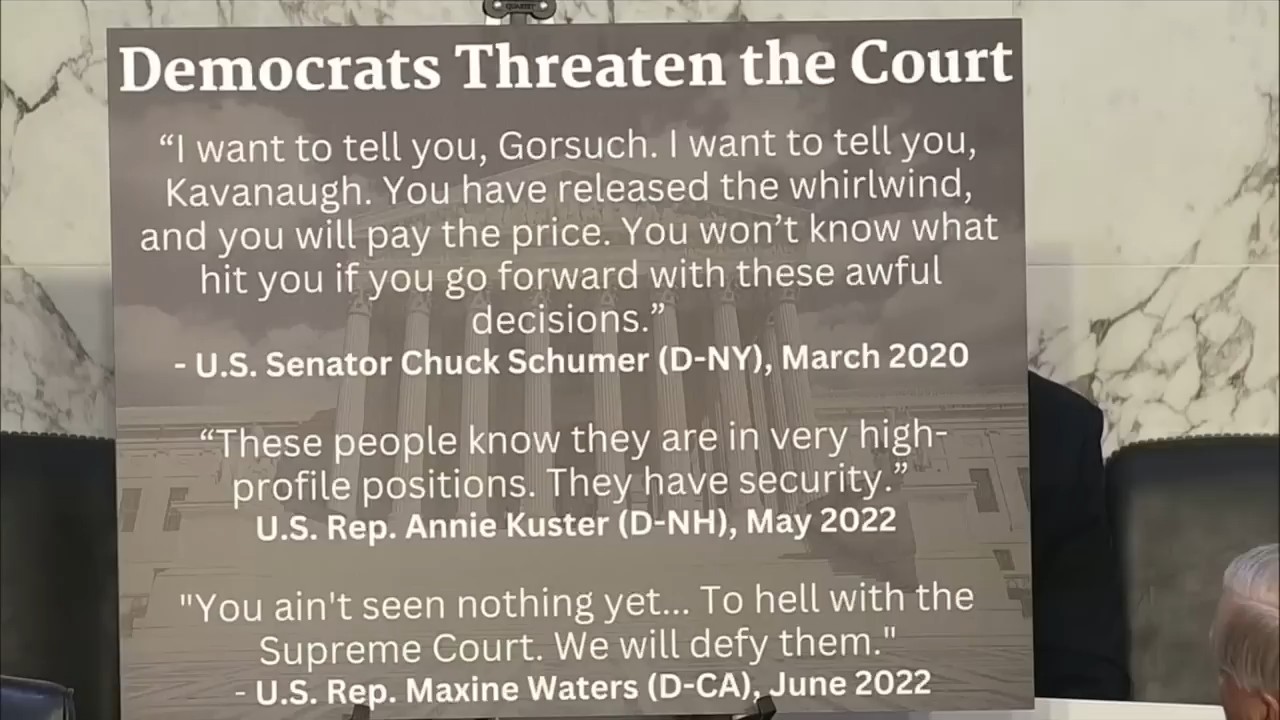 QUARTET
Democrats Threaten the Court
“I want to tell you, Gorsuch. I want to tell you,
Kavanaugh. You have released the whirlwind,
and you will pay the price. You won’t know what
hit you if you go forward with these awful
decisions.”
- U.S. Senator Chuck Schumer (D-NY), March 2020
“These people know they are in very high-
profile positions. They have security.”
U.S. Rep. Annie Kuster (D-NH), May 2022
"You ain't seen nothing yet... To hell with the
Supreme Court. We will defy them."
- U.S. Rep. Maxine Waters (D-CA), June 2022